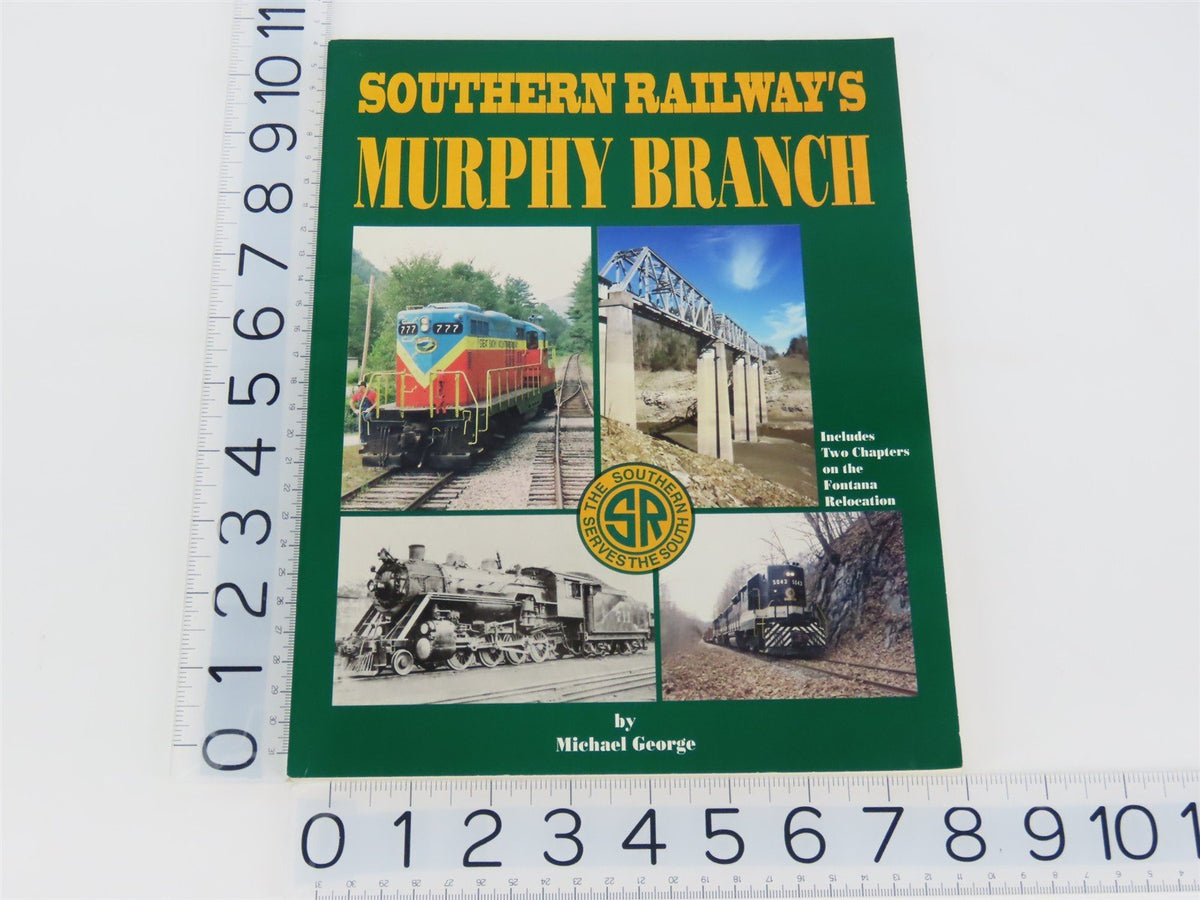 SOUTHERN RAILWAY'S
MURPHY BRANCH
777 777
Includes
Two Chapters
on the
Fontana
Relocation
THE SOUTHERN
SERVES THE SOUTH
SR
5043 5043
by
Michael George
11
10
9
8
7
6
5
4
3
2
1
0
0 1 2 3 4 5 6 7 8 9 10